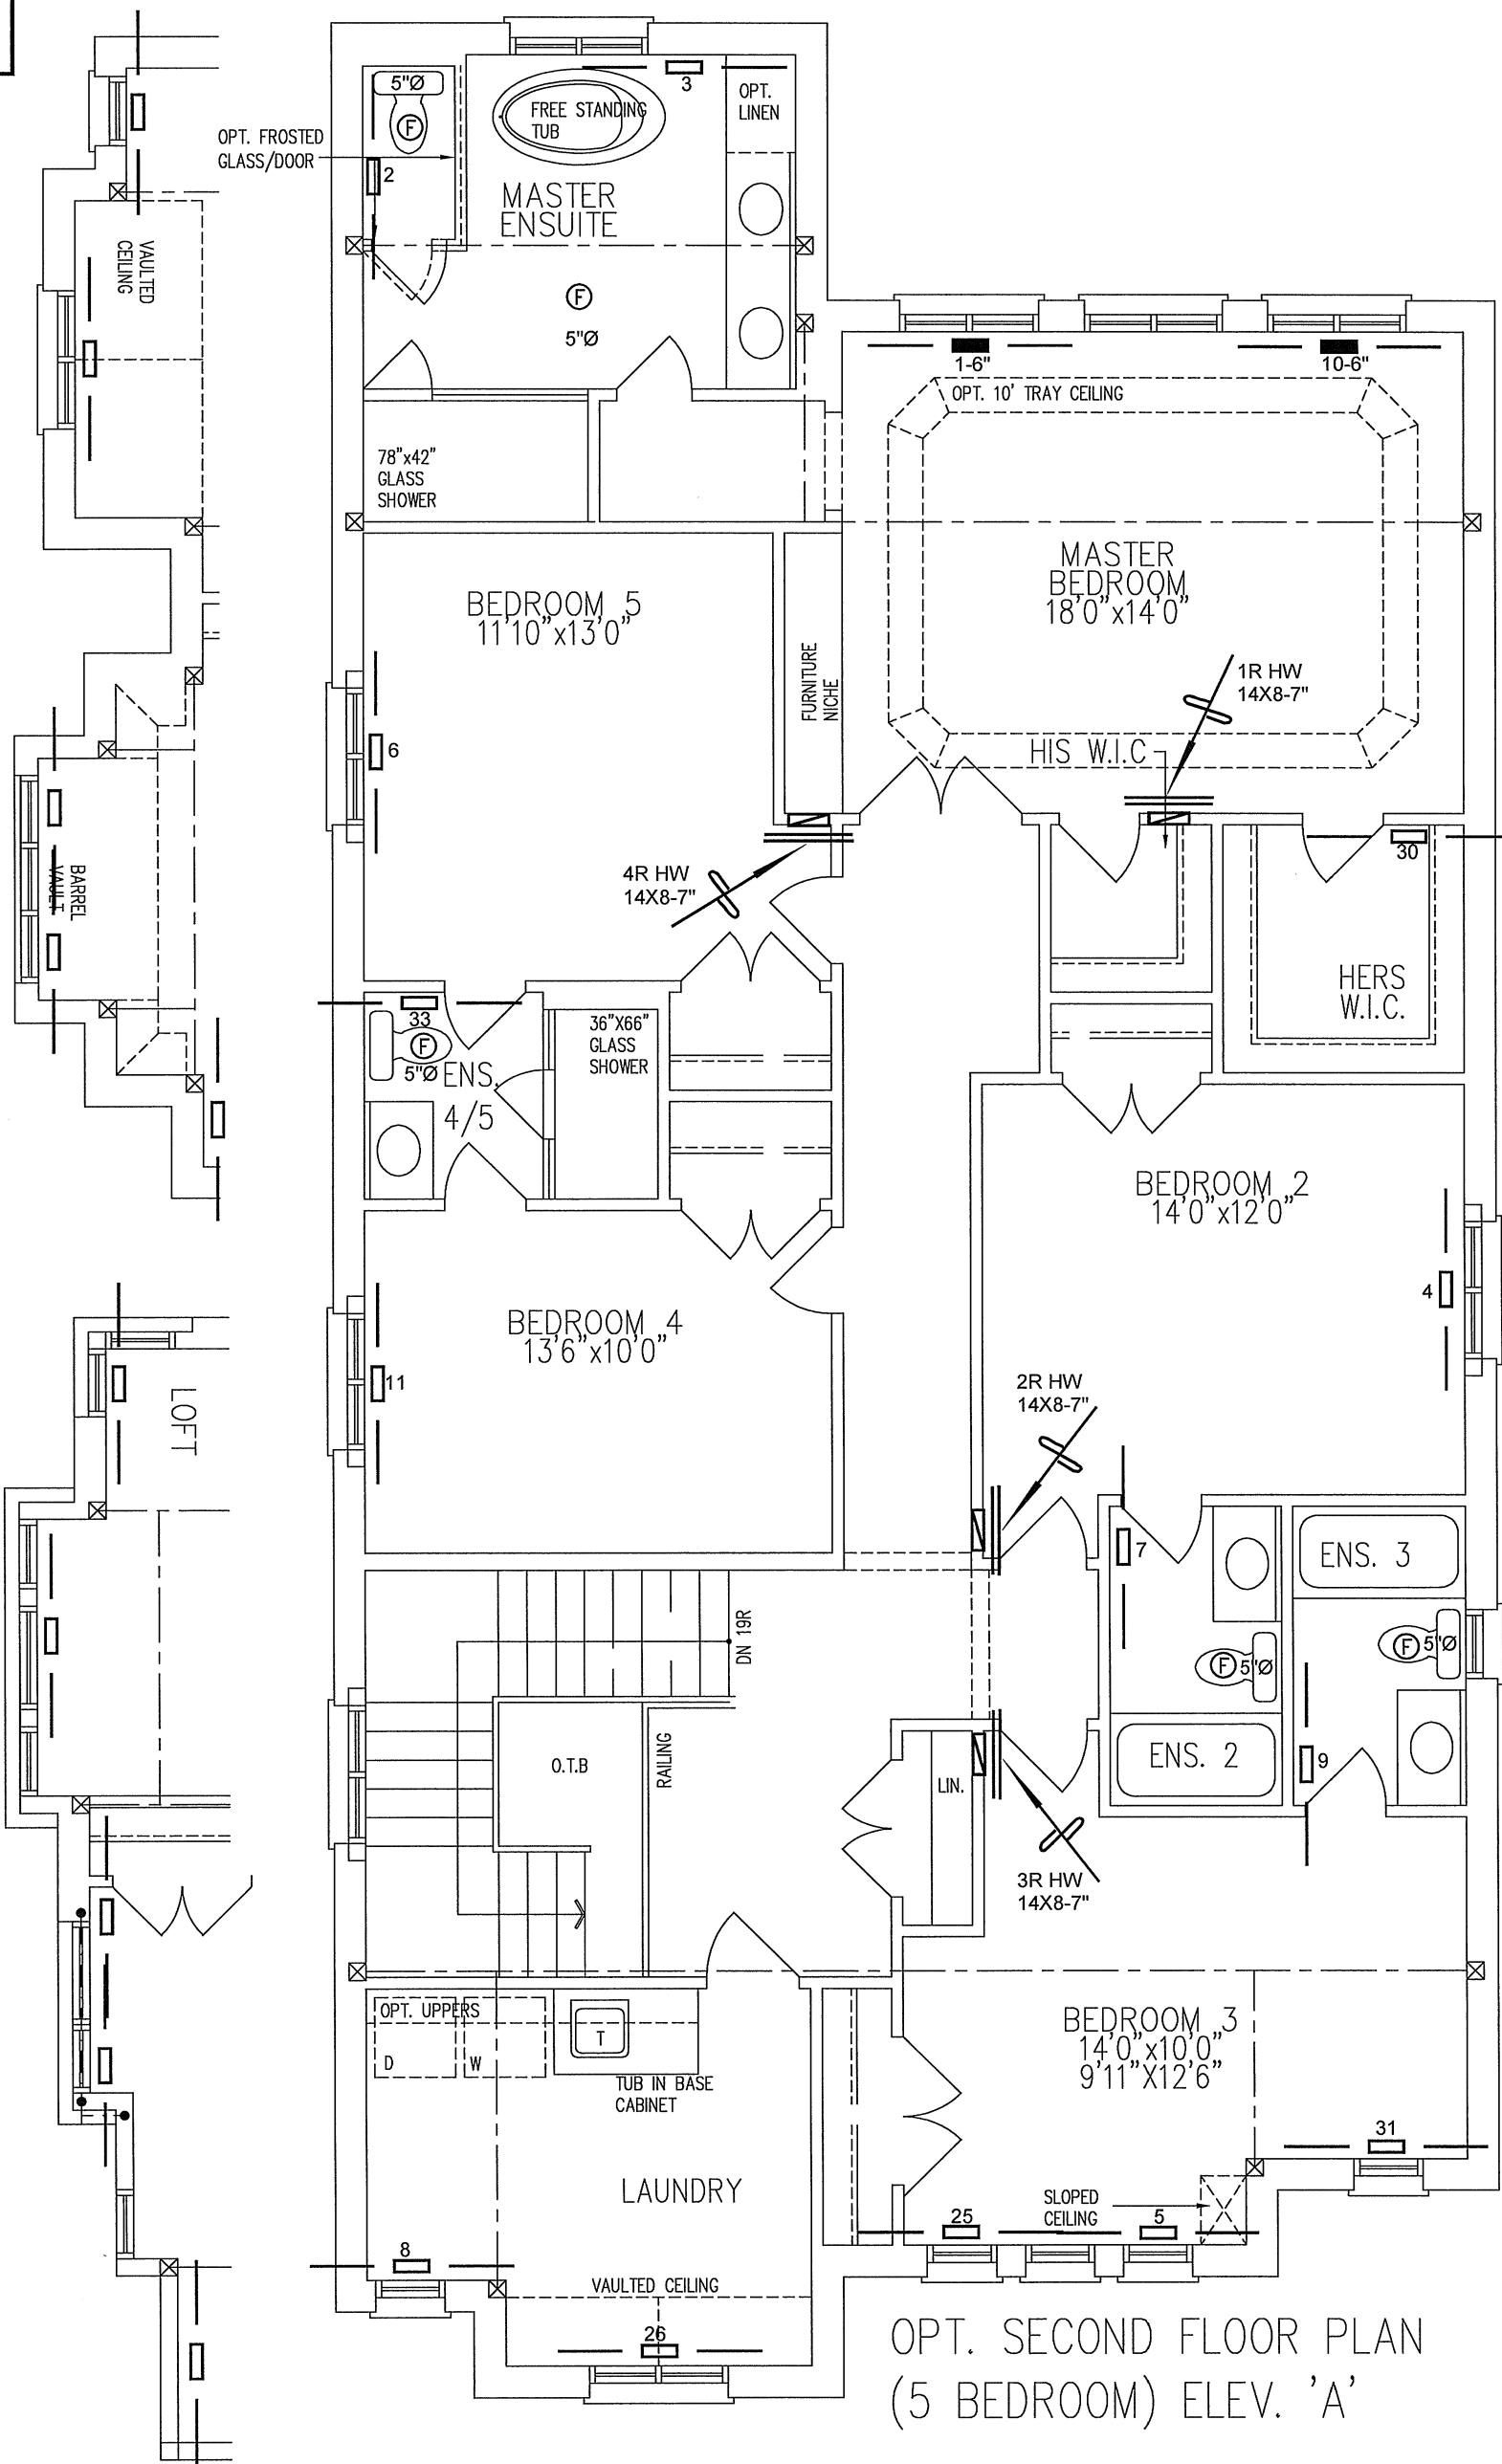 5"Ø
F
3
OPT.
LINEN
FREE STANDING
TUB
OPT. FROSTED
GLASS/DOOR
2
MASTER
ENSUITE
VAULTED
CEILING
F
5"Ø
1-6"
10-6"
OPT. 10' TRAY CEILING
78"x42"
GLASS
SHOWER
MASTER
BEDROOM
18'0"x14'0"
BEDROOM 5
11'10"x13'0"
FURNITURE
NICHE
1R HW
14X8-7"
6
HIS W.I.C
30
4R HW
14X8-7"
BARREL
VAULT
HERS
W.I.C.
33
F
5"Ø
ENS.
4/5
36"X66"
GLASS
SHOWER
BEDROOM 2
14'0"x12'0"
4
BEDROOM 4
13'6"x10'0"
11
LOFT
2R HW
14X8-7"
7
ENS. 3
DN 19R
F
5"Ø
F
5"Ø
RAILING
O.T.B
ENS. 2
9
LIN.
3R HW
14X8-7"
OPT. UPPERS
D
W
T
TUB IN BASE
CABINET
BEDROOM 3
14'0"x10'0"
9'11"X12'6"
31
LAUNDRY
SLOPED
CEILING
25
5
8
VAULTED CEILING
26
OPT. SECOND FLOOR PLAN
(5 BEDROOM) ELEV. 'A'